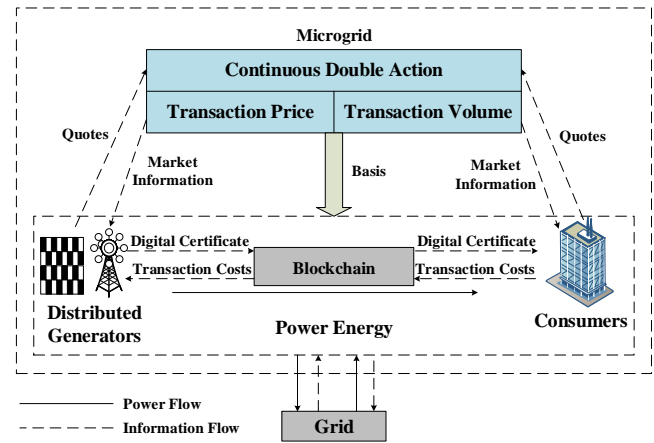 Microgrid
Continuous Double Action
Transaction Price
Transaction Volume
Quotes
Quotes
Market
Information
Basis
Market
Information
Digital Certificate
Digital Certificate
Blockchain
Transaction Costs
Transaction Costs
Distributed
Generators
Power Energy
Consumers
Power Flow
Information Flow
Grid